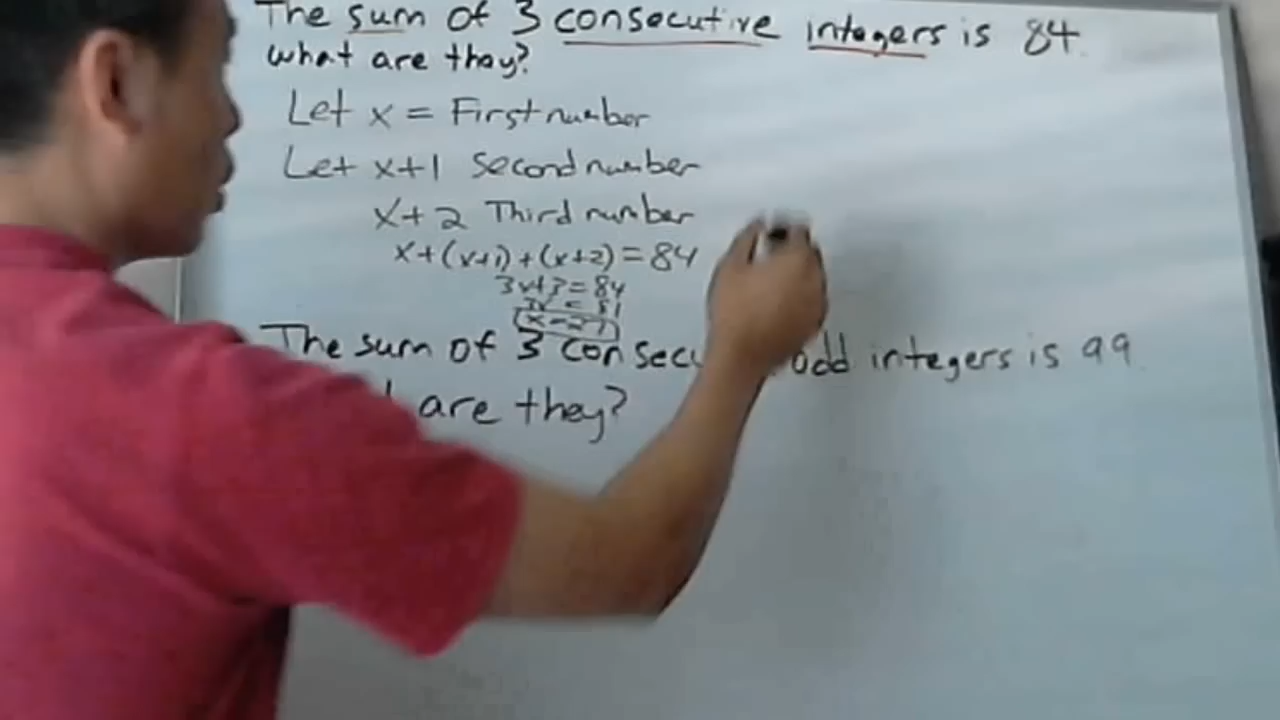 The sum of 3 consecutive integers is 84
what are they?
Let x = First number
Let x+1 Second number
x+2 Third number
x+(x+1)+(x+2)=84
3x+3=84
3x = 81
x=27
The sum of 3 odd integers is 99
are they?